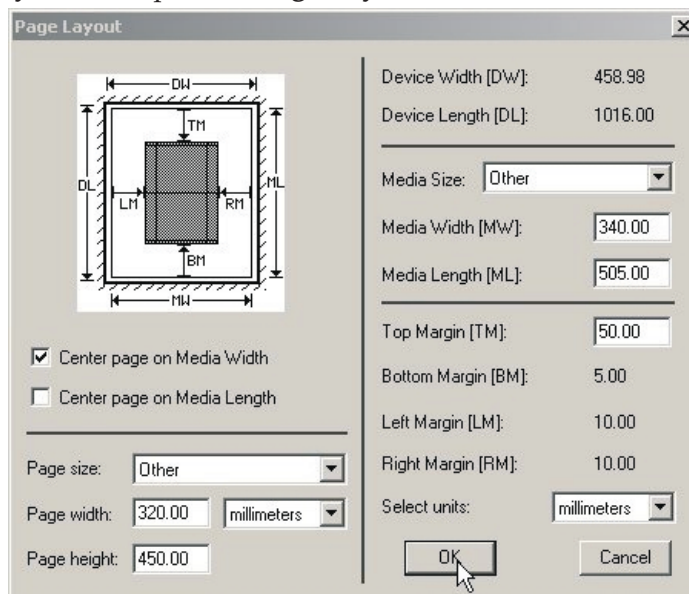 Page Layout
DW
TM
DL
ML
LM
RM
BM
MW
Center page on Media Width
Center page on Media Length
Page size: Other
Page width: 320.00 millimeters
Page height: 450.00
Device Width [DW]: 458.98
Device Length [DL]: 1016.00
Media Size: Other
Media Width [MW]: 340.00
Media Length [ML]: 505.00
Top Margin [TM]: 50.00
Bottom Margin [BM]: 5.00
Left Margin [LM]: 10.00
Right Margin [RM]: 10.00
Select units: millimeters
OK
Cancel